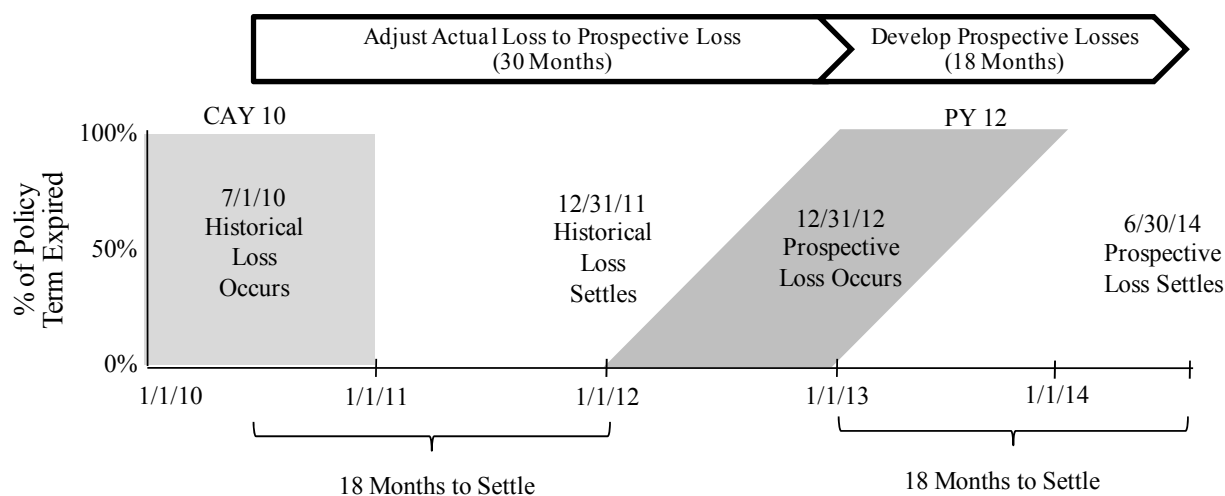 Adjust Actual Loss to Prospective Loss
(30 Months)
Develop Prospective Losses
(18 Months)
CAY 10
PY 12
% of Policy
Term Expired
100%
50%
0%
7/1/10
Historical
Loss
Occurs
12/31/11
Historical
Loss
Settles
12/31/12
Prospective
Loss Occurs
6/30/14
Prospective
Loss Settles
1/1/10
1/1/11
1/1/12
1/1/13
1/1/14
18 Months to Settle
18 Months to Settle